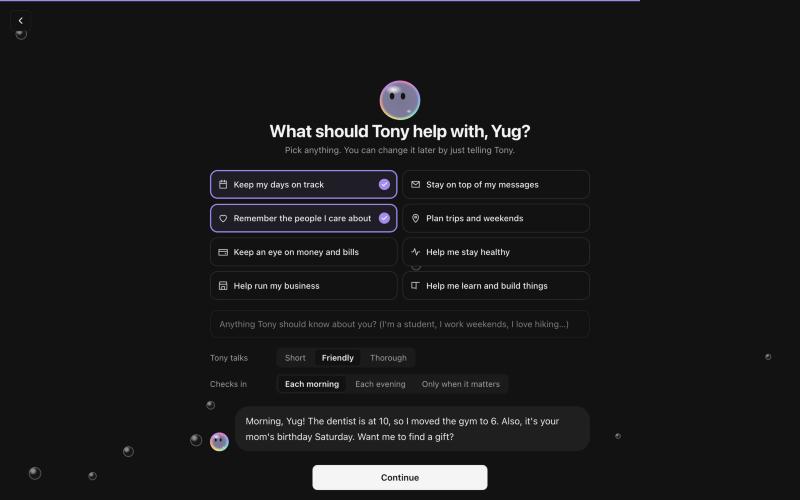 What should Tony help with, Yug?
Pick anything. You can change it later by just telling Tony.
Keep my days on track
Stay on top of my messages
Remember the people I care about
Plan trips and weekends
Keep an eye on money and bills
Help me stay healthy
Help run my business
Help me learn and build things
Anything Tony should know about you? (I'm a student, I work weekends, I love hiking...)
Tony talks Short Friendly Thorough
Checks in Each morning Each evening Only when it matters
Morning, Yug! The dentist is at 10, so I moved the gym to 6. Also, it's your
mom's birthday Saturday. Want me to find a gift?
Continue